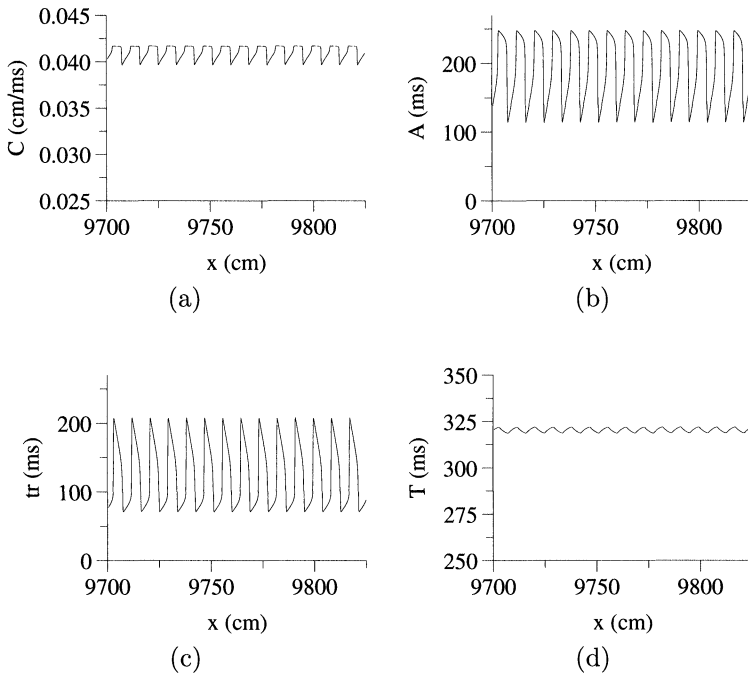 0.045
0.040
0.035
0.030
0.025
C (cm/ms)
9700 9750 9800
x (cm)
(a)
200
100
0
A (ms)
9700 9750 9800
x (cm)
(b)
200
100
0
tr (ms)
9700 9750 9800
x (cm)
(c)
350
325
300
275
250
T (ms)
9700 9750 9800
x (cm)
(d)